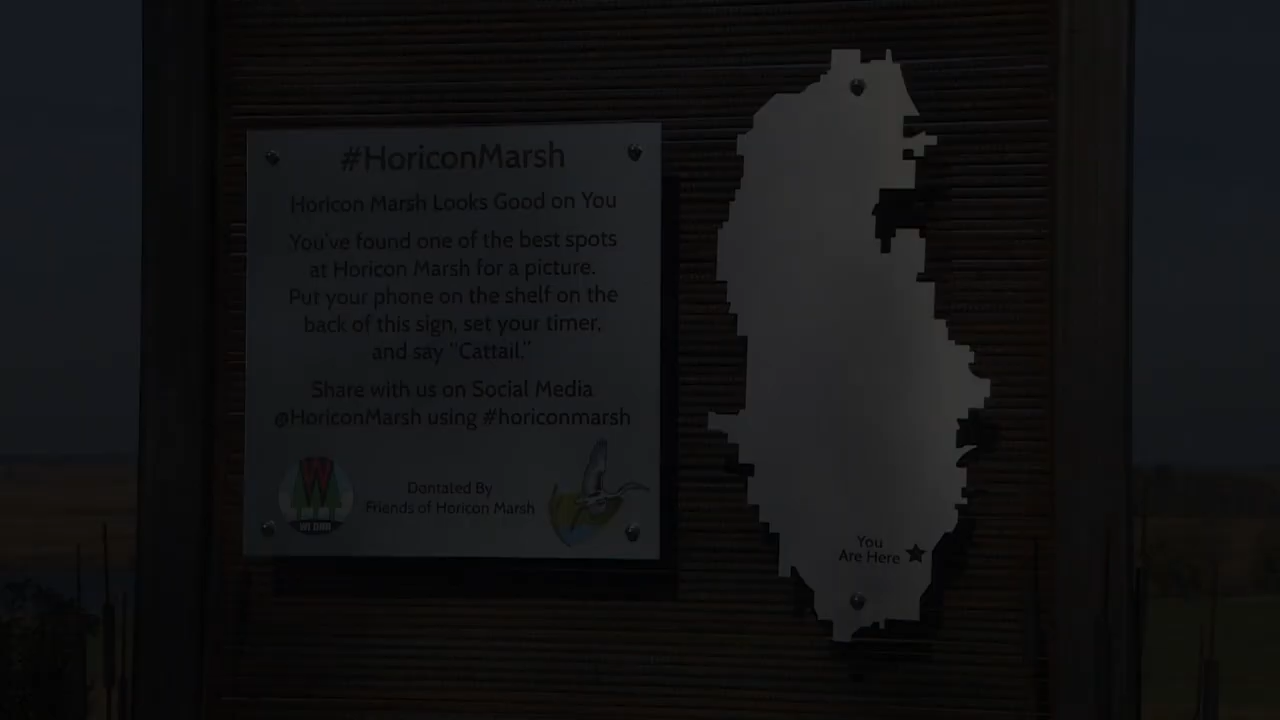 #HoriconMarsh
Horicon Marsh Looks Good on You
You've found one of the best spots
at Horicon Marsh for a picture.
Put your phone on the shelf on the
back of this sign, set your timer,
and say "Cattail."
Share with us on Social Media
@HoriconMarsh using #horiconmarsh
W
WI DNR
Dontated By
Friends of Horicon Marsh
You
Are Here